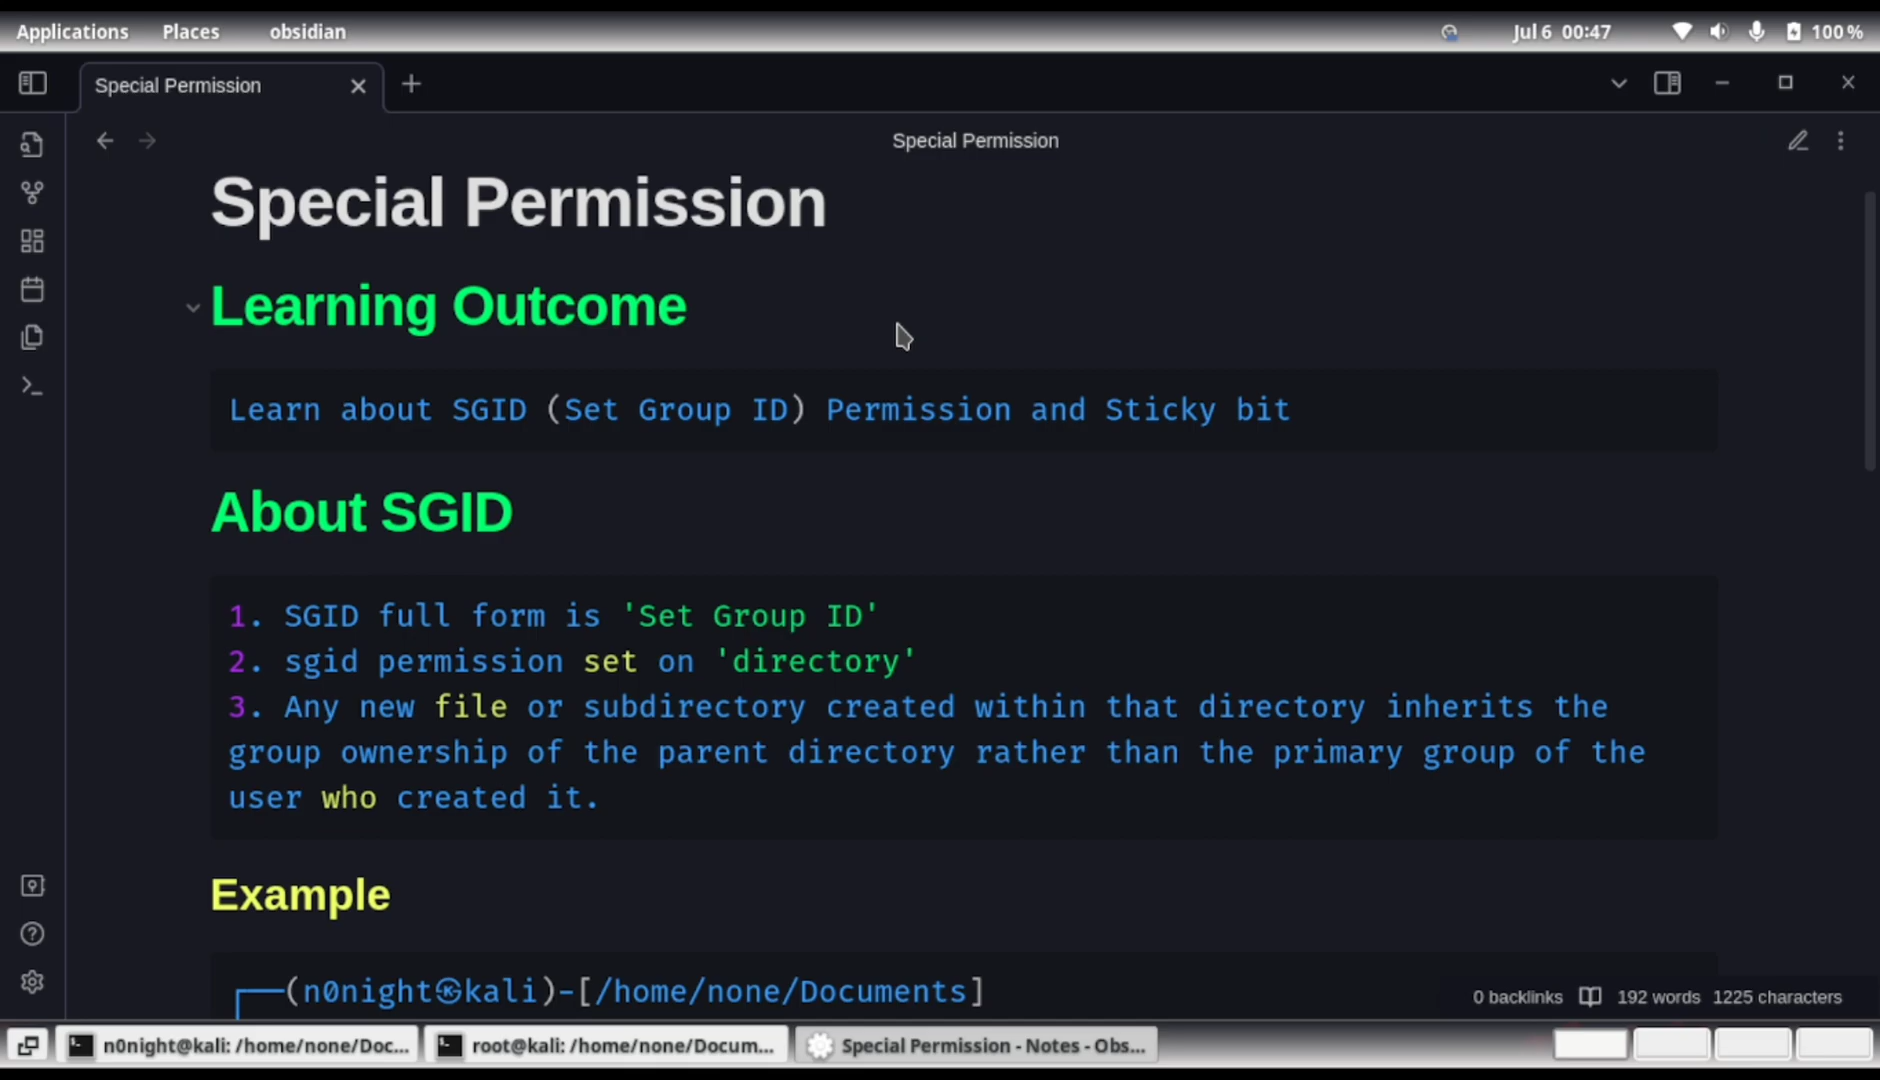 Applications Places obsidian Jul 6 00:47 100 %
Special Permission
Special Permission
Special Permission
Learning Outcome
Learn about SGID (Set Group ID) Permission and Sticky bit
About SGID
1. SGID full form is 'Set Group ID'
2. sgid permission set on 'directory'
3. Any new file or subdirectory created within that directory inherits the
group ownership of the parent directory rather than the primary group of the
user who created it.
Example
┌──(n0night㉿kali)-[/home/none/Documents]
0 backlinks 192 words 1225 characters
n0night@kali: /home/none/Doc... root@kali: /home/none/Docum... Special Permission - Notes - Obs...